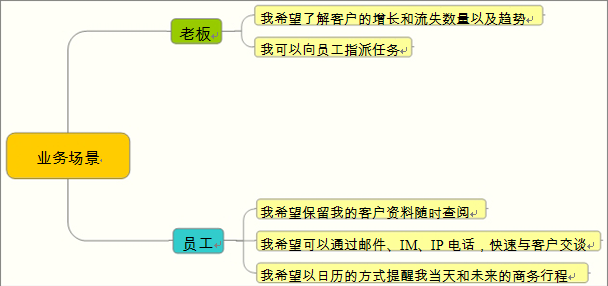 老板
我希望了解客户的增长和流失数量以及趋势
我可以向员工指派任务
业务场景
员工
我希望保留我的客户资料随时查阅
我希望可以通过邮件、IM、IP 电话，快速与客户交谈
我希望以日历的方式提醒我当天和未来的商务行程